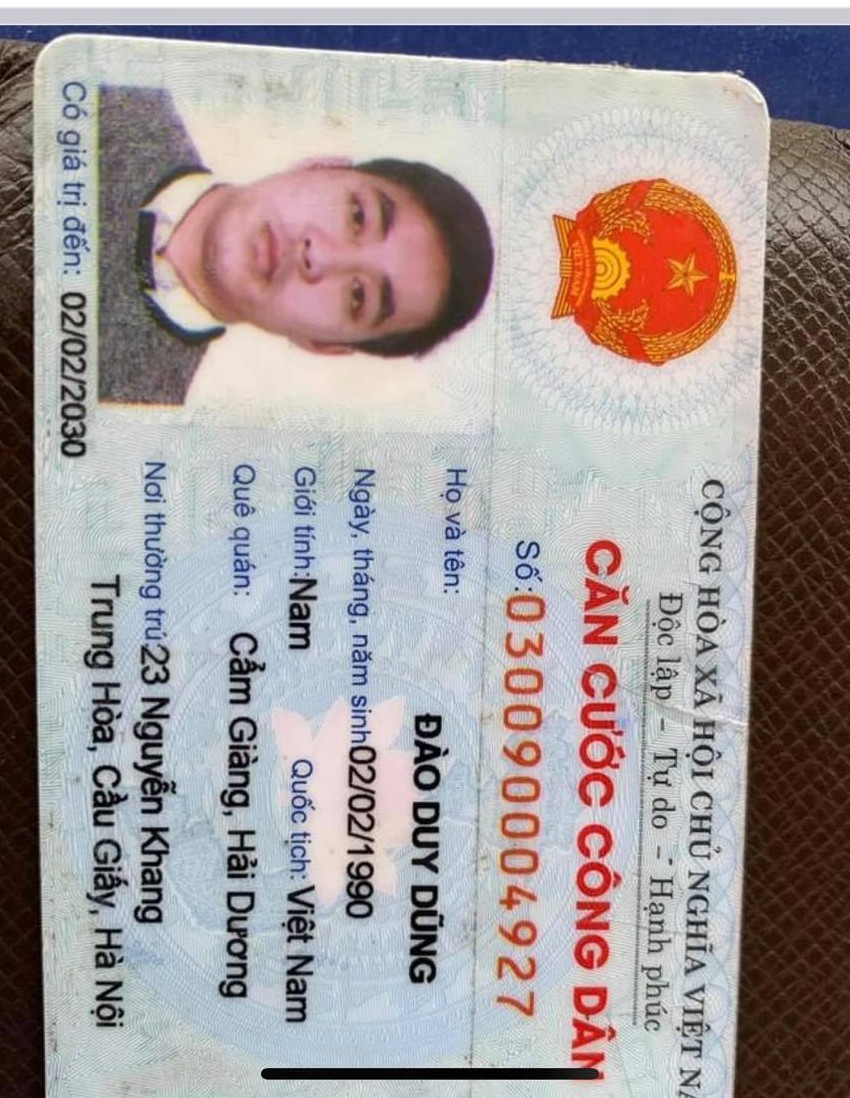 CỘNG HÒA XÃ HỘI CHỦ NGHĨA VIỆT NA
Độc lập - Tự do - Hạnh phúc
CĂN CƯỚC CÔNG DÂN
Số:030090004927
VIỆT NAM
Họ và tên:
ĐÀO DUY DŨNG
Ngày, tháng, năm sinh02/02/1990
Giới tính:Nam Quốc tịch: Việt Nam
Quê quán: Cẩm Giàng, Hải Dương
Nơi thường trú:23 Nguyễn Khang
Trung Hòa, Cầu Giấy, Hà Nội
Có giá trị đến: 02/02/2030